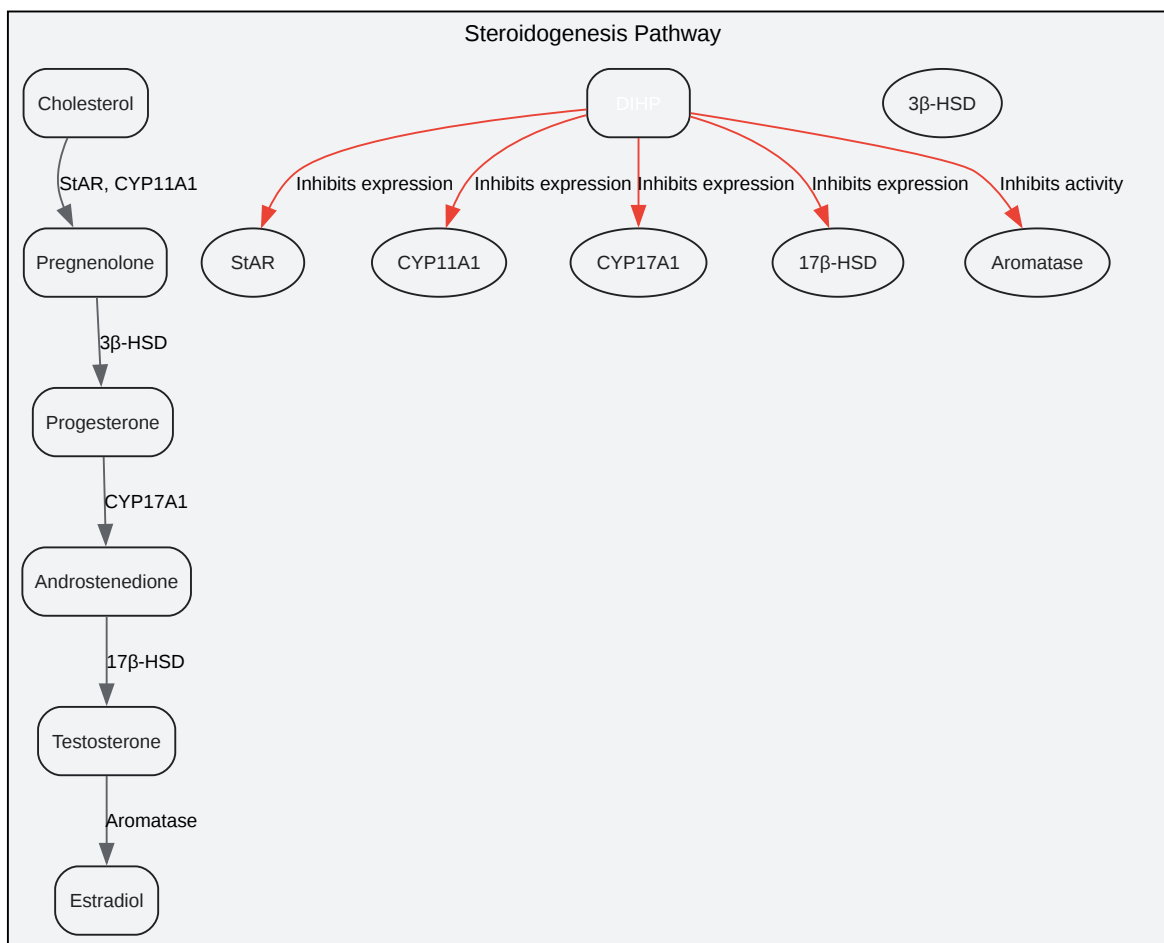 Steroidogenesis Pathway
Cholesterol
DIHP
3β-HSD
StAR, CYP11A1
Inhibits expression
Inhibits expression
Inhibits expression
Inhibits expression
Inhibits activity
Pregnenolone
StAR
CYP11A1
CYP17A1
17β-HSD
Aromatase
3β-HSD
Progesterone
CYP17A1
Androstenedione
17β-HSD
Testosterone
Aromatase
Estradiol